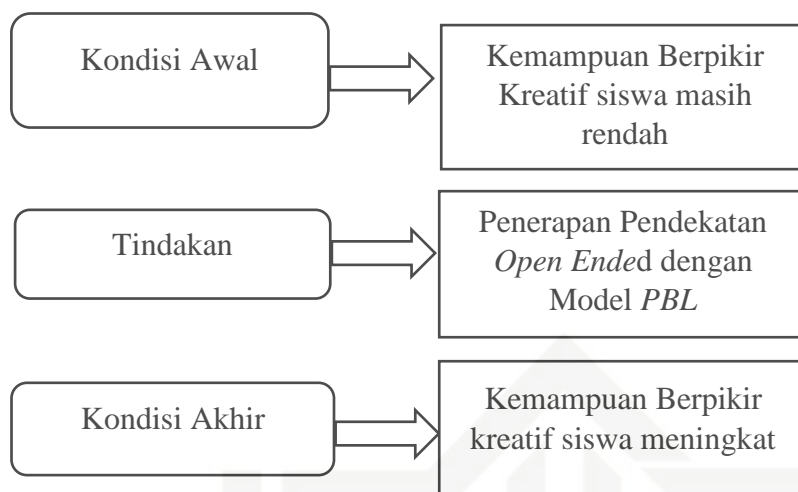 Kondisi Awal
Kemampuan Berpikir
Kreatif siswa masih
rendah
Tindakan
Penerapan Pendekatan
Open Ended dengan
Model PBL
Kondisi Akhir
Kemampuan Berpikir
kreatif siswa meningkat